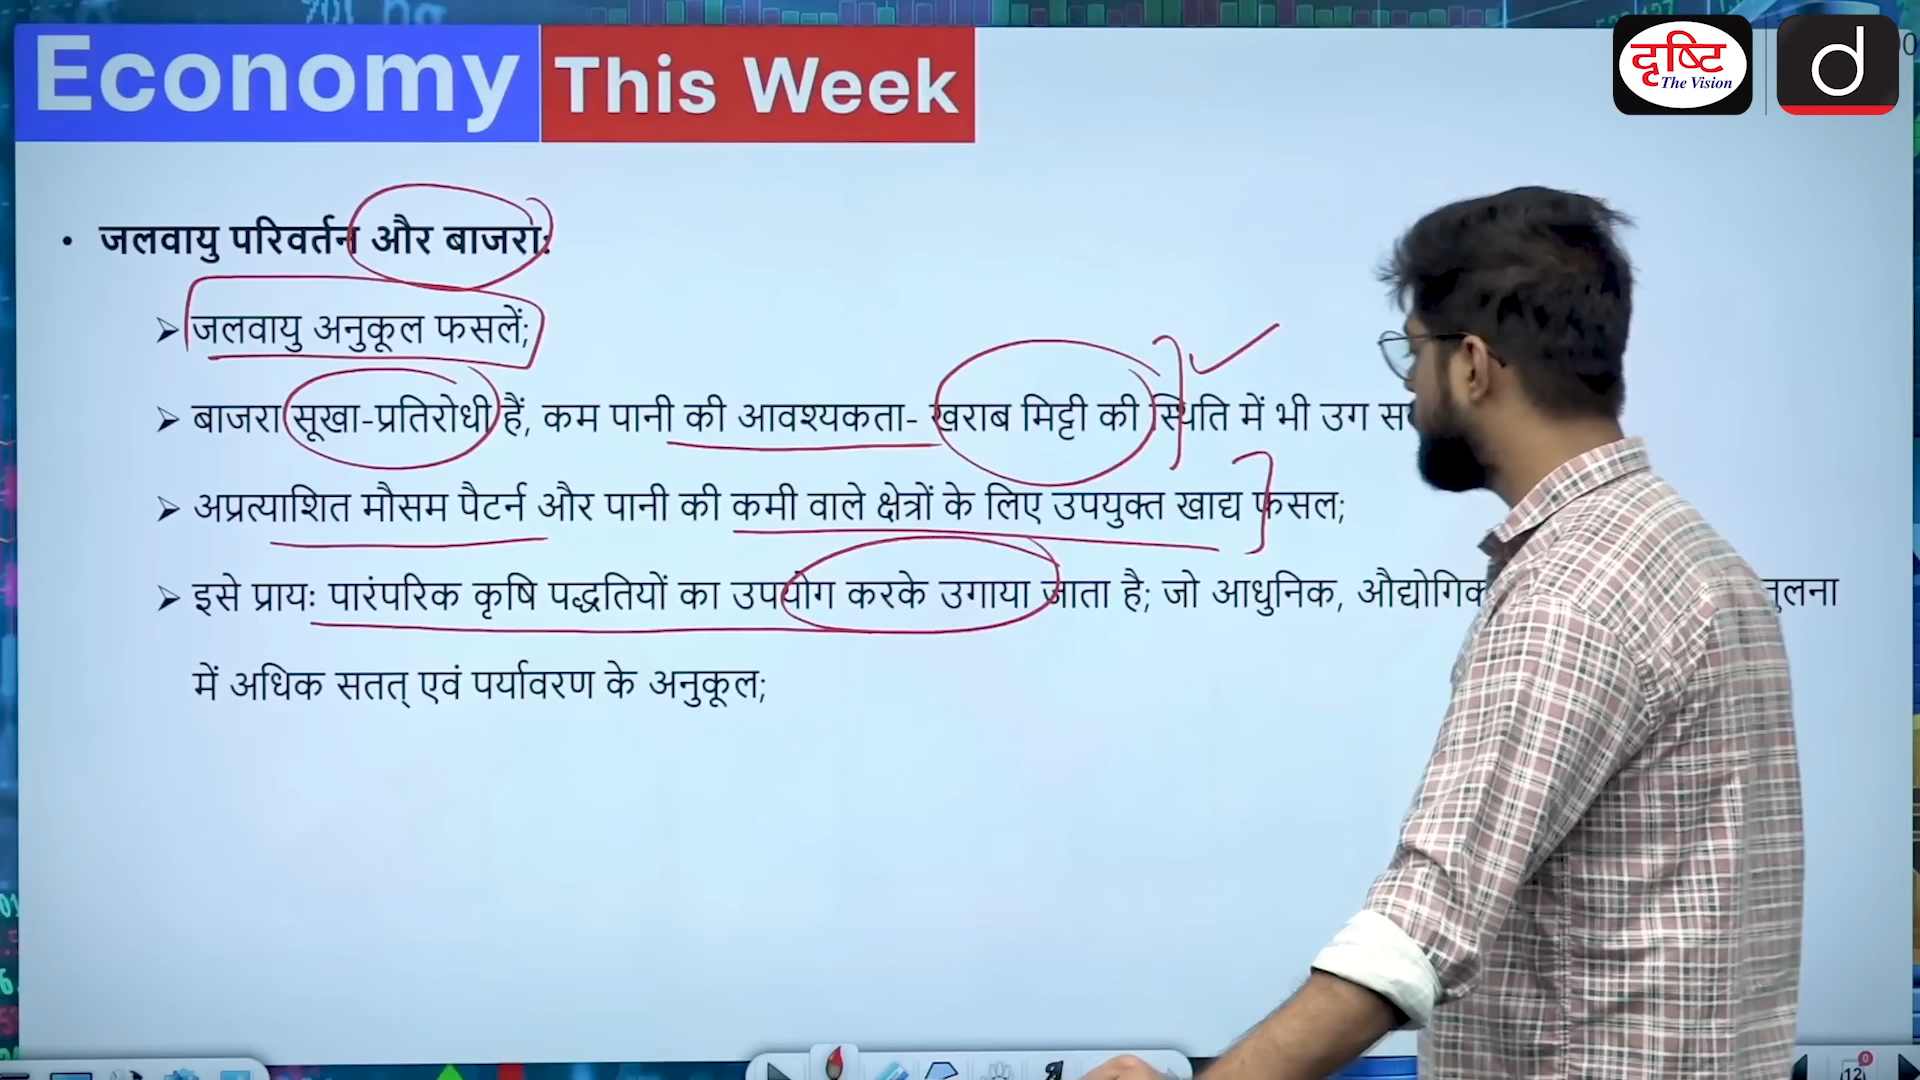 Economy This Week
दृष्टि
The Vision
d
• जलवायु परिवर्तन और बाजराः
➢ जलवायु अनुकूल फसलें;
➢ बाजरा सूखा-प्रतिरोधी हैं, कम पानी की आवश्यकता- खराब मिट्टी की स्थिति में भी उग
➢ अप्रत्याशित मौसम पैटर्न और पानी की कमी वाले क्षेत्रों के लिए उपयुक्त खाद्य फसल;
➢ इसे प्रायः पारंपरिक कृषि पद्धतियों का उपयोग करके उगाया जाता है; जो आधुनिक, औद्योगिक
में अधिक सतत् एवं पर्यावरण के अनुकूल;
12